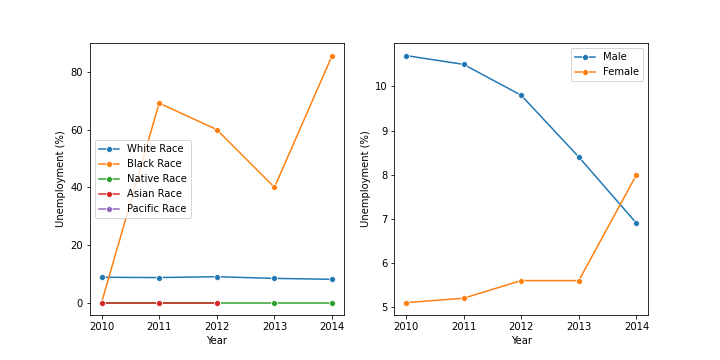 80
60
40
20
0
Unemployment (%)
White Race
Black Race
Native Race
Asian Race
Pacific Race
2010 2011 2012 2013 2014
Year
10
9
8
7
6
5
Unemployment (%)
Male
Female
2010 2011 2012 2013 2014
Year